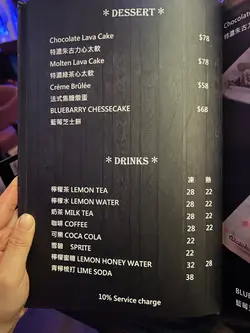 *DESSERT*
Chocolate Lava Cake $78
特濃朱古力心太軟
Molten Lava Cake $78
特濃綠茶心太軟
Crème Brûlée $58
法式焦糖燉蛋
BLUEBARRY CHESSECAKE $68
藍莓芝士餅
*DRINKS*
凍 熱
檸檬茶 LEMON TEA 28 22
檸檬水 LEMON WATER 28 22
奶茶 MILK TEA 28 22
咖啡 COFFEE 28 22
可樂 COCA COLA 22
雪碧 SPRITE 22
檸檬蜜糖 LEMON HONEY WATER 32 28
青檸梳打 LIME SODA 38
10% Service charge